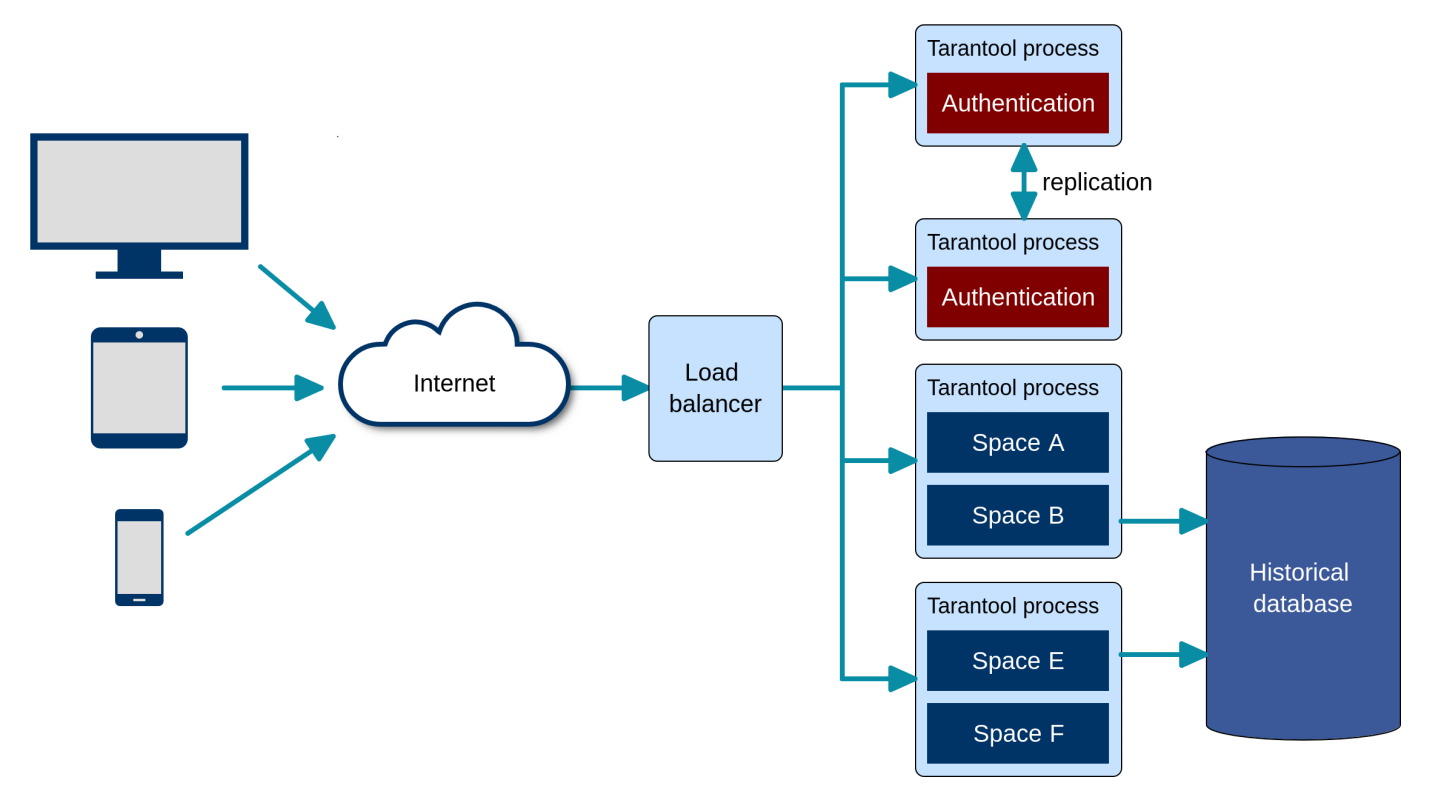 Tarantool process
Authentication
replication
Tarantool process
Authentication
Internet
Load
balancer
Tarantool process
Space A
Space B
Historical
database
Tarantool process
Space E
Space F